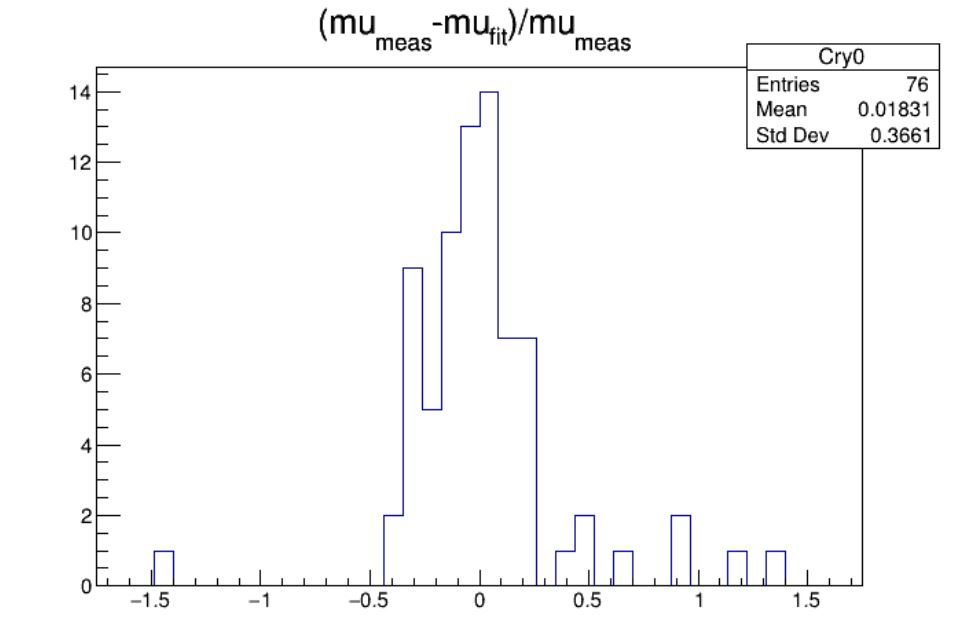 (mu_meas-mu_fit)/mu_meas
Cry0
Entries 76
Mean 0.01831
Std Dev 0.3661
14
12
10
8
6
4
2
0
−1.5 −1 −0.5 0 0.5 1 1.5